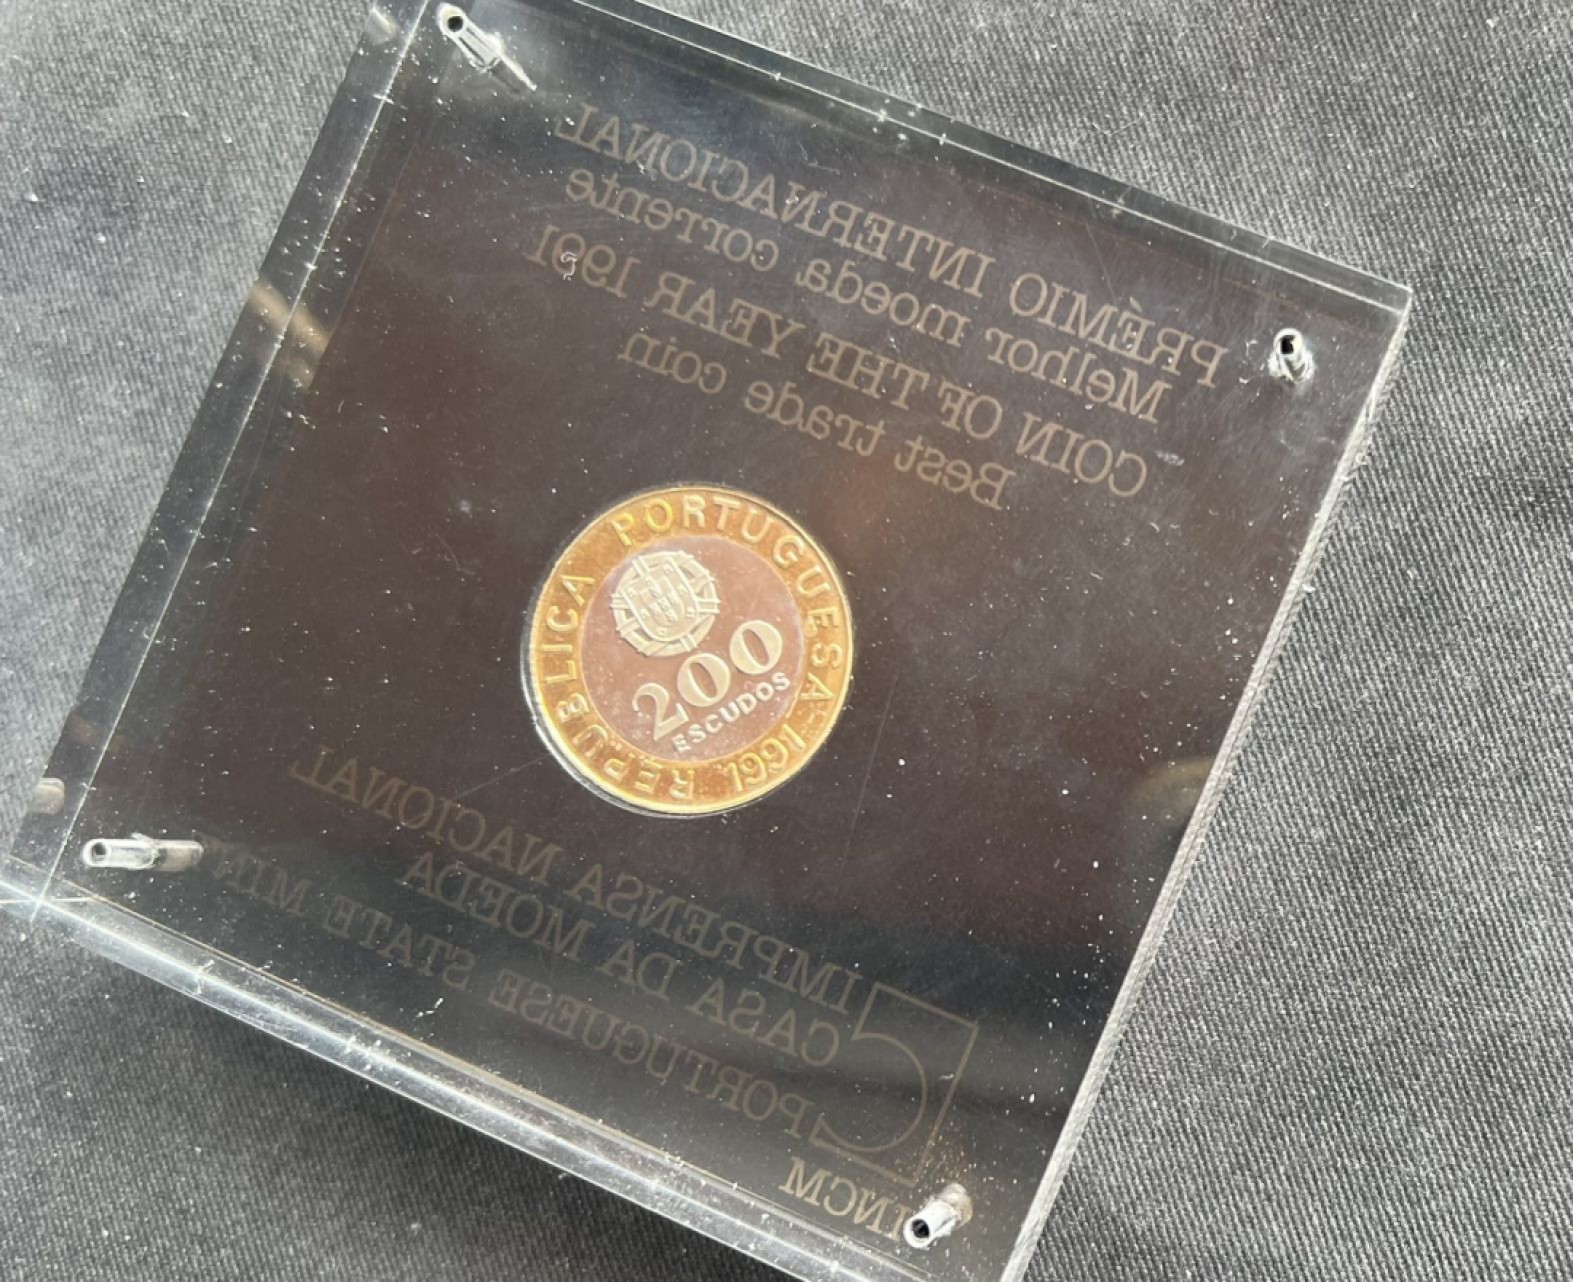 PRÉMIO INTERNACIONAL
Melhor moeda corrente
COIN OF THE YEAR 1991
Best trade coin
REPUBLICA PORTUGUESA 1991
200
ESCUDOS
IMPRENSA NACIONAL
CASA DA MOEDA
PORTUGUESE STATE MINT
INCM